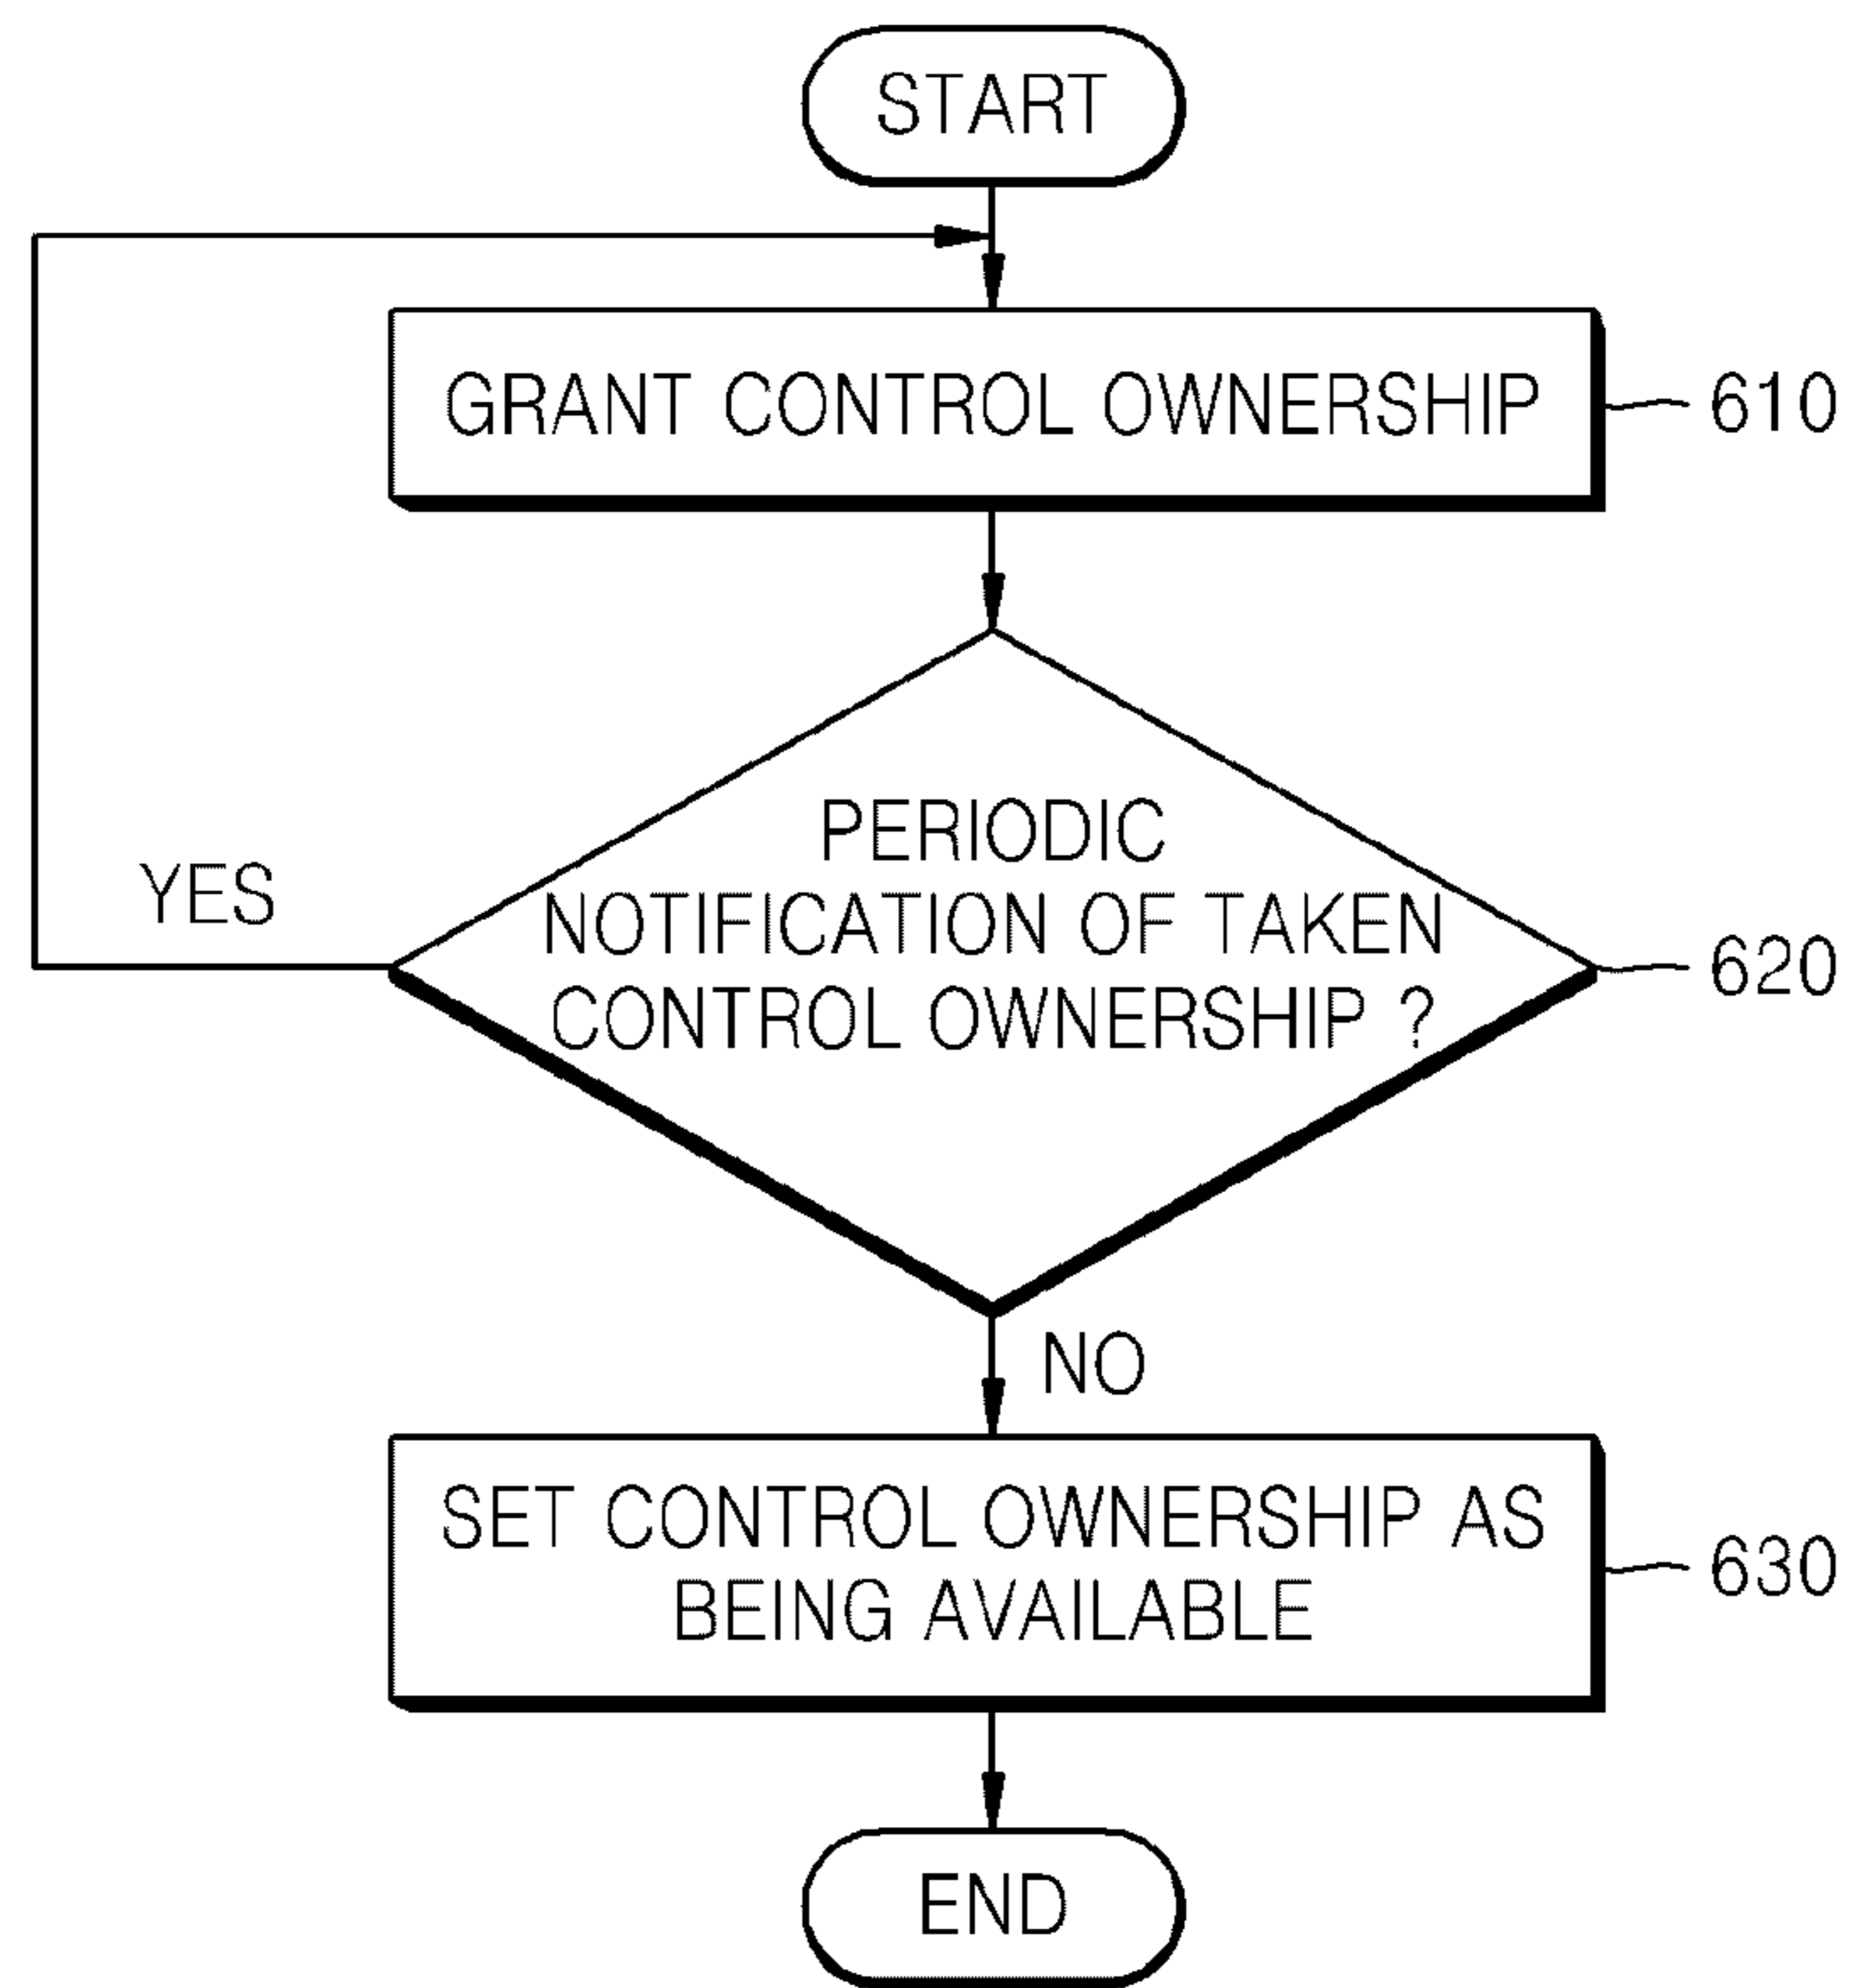 START
GRANT CONTROL OWNERSHIP
610
PERIODIC
NOTIFICATION OF TAKEN
CONTROL OWNERSHIP ?
YES
620
NO
SET CONTROL OWNERSHIP AS
BEING AVAILABLE
630
END